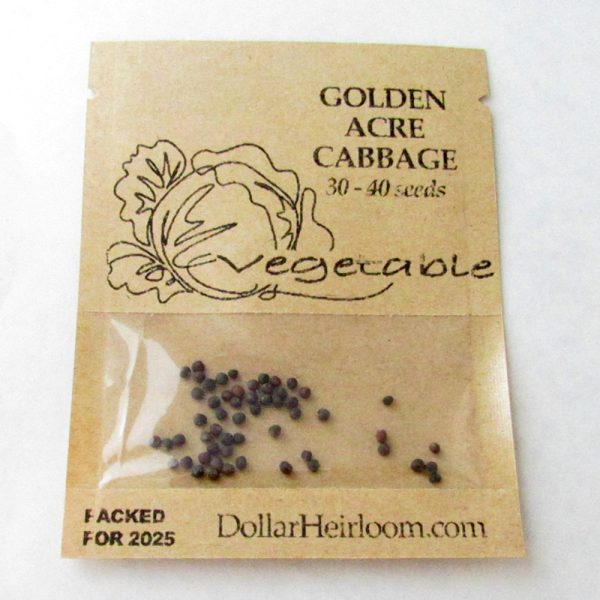 GOLDEN
ACRE
CABBAGE
30 - 40 seeds
Vegetable
PACKED
FOR 2025
DollarHeirloom.com